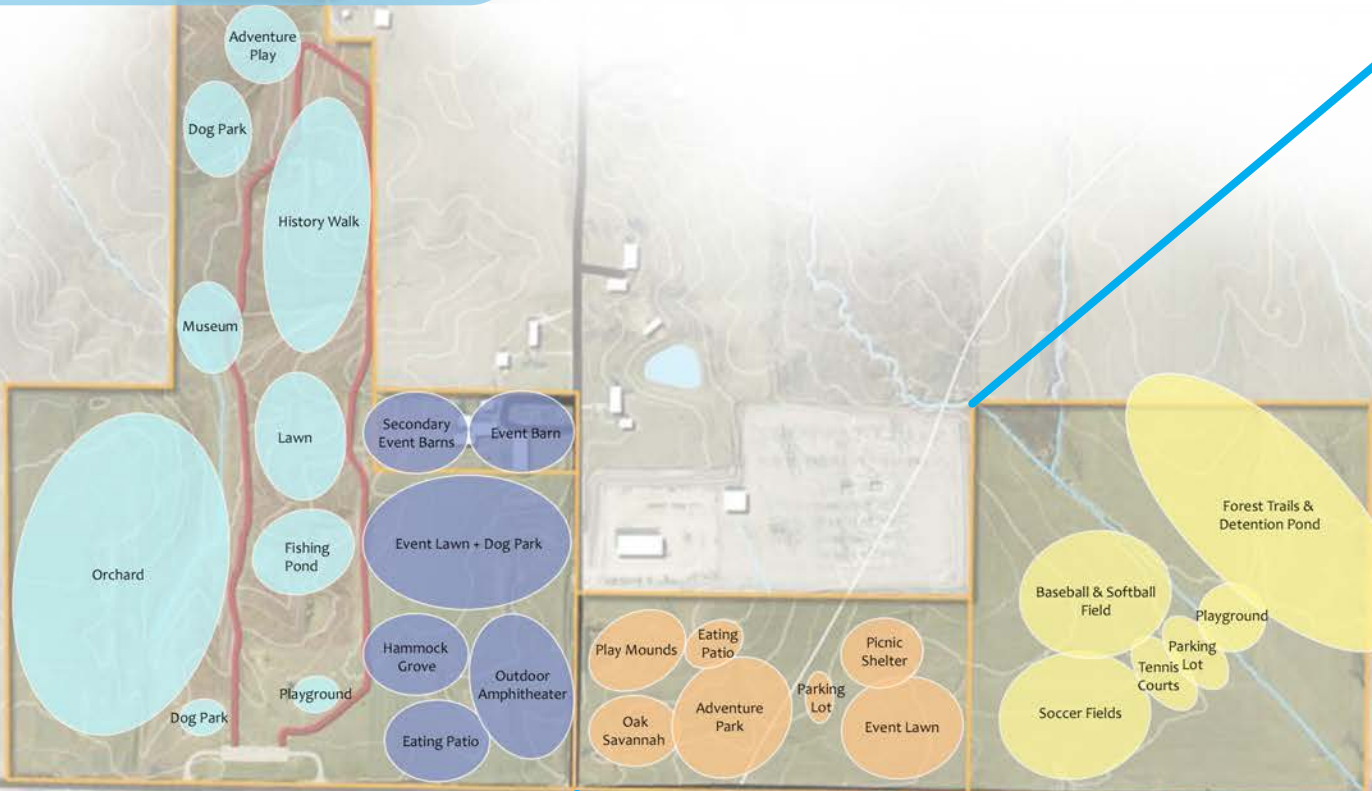 Adventure
Play
Dog Park
History Walk
Museum
Lawn
Secondary
Event Barns
Event Barn
Orchard
Fishing
Pond
Event Lawn + Dog Park
Hammock
Grove
Outdoor
Amphitheater
Playground
Dog Park
Eating Patio
Play Mounds
Eating
Patio
Picnic
Shelter
Parking
Lot
Oak
Savannah
Adventure
Park
Event Lawn
Forest Trails &
Detention Pond
Baseball & Softball
Field
Playground
Parking
Lot
Tennis
Courts
Soccer Fields